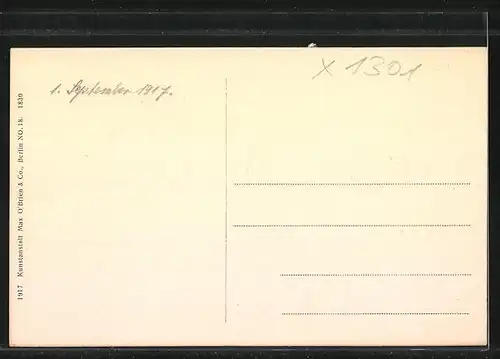 X 1301
1. September 1917.
1917 Kunstanstalt Max O'Brien & Co., Berlin NO. 18. 1830